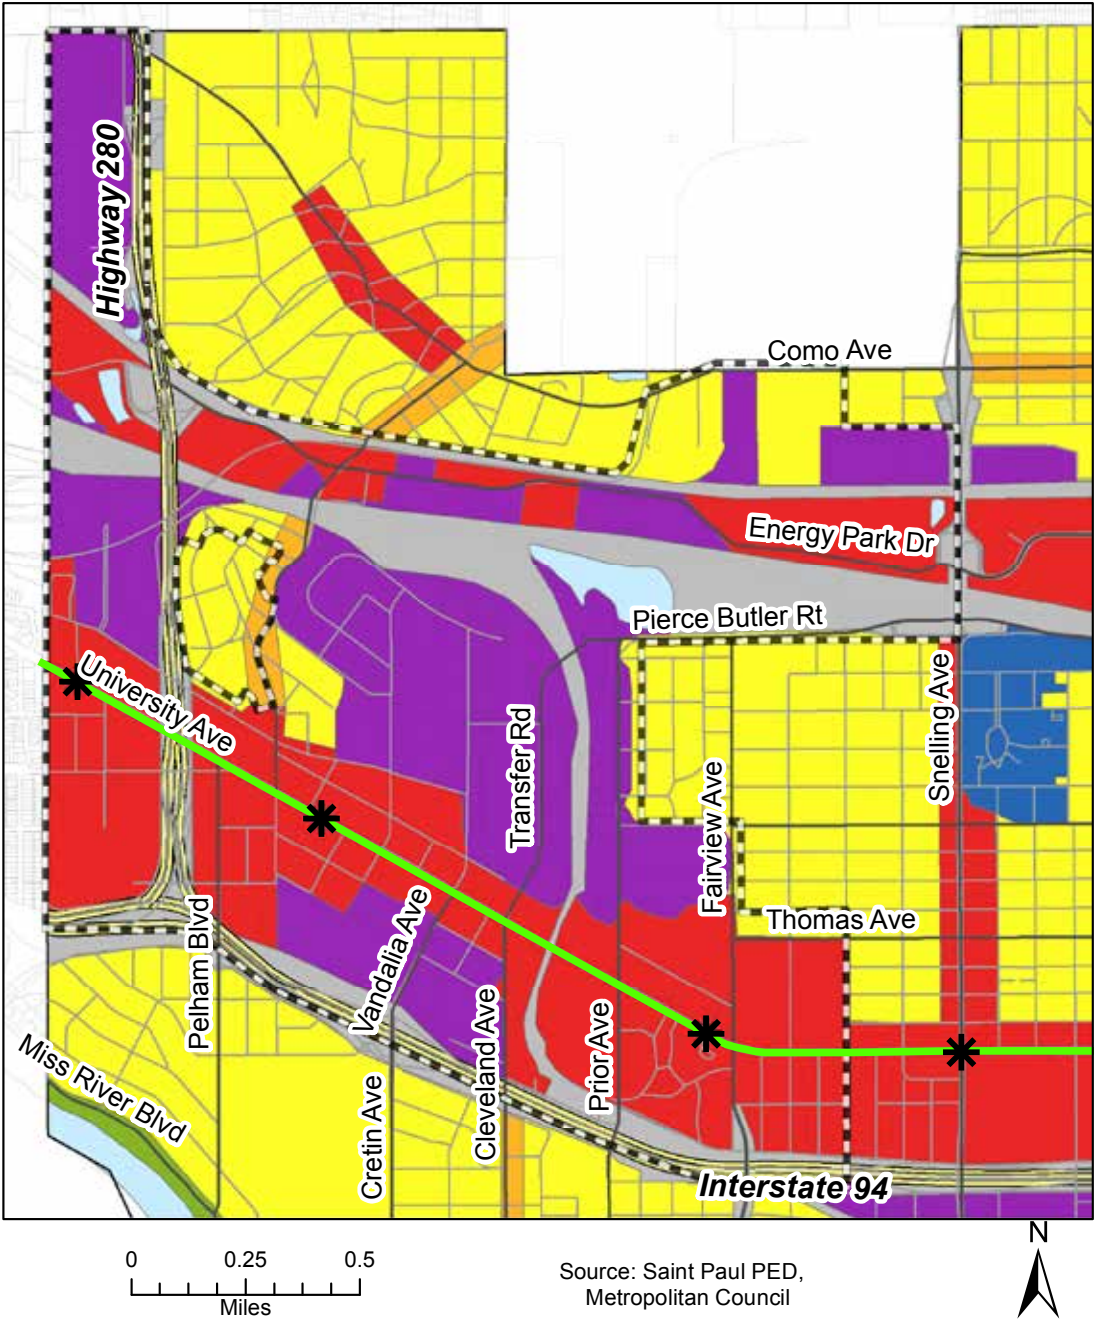 Highway 280
Como Ave
Energy Park Dr
Pierce Butler Rt
University Ave
Snelling Ave
Transfer Rd
Fairview Ave
Thomas Ave
Pelham Blvd
Vandalia Ave
Cleveland Ave
Prior Ave
Miss River Blvd
Cretin Ave
Interstate 94
N
0 0.25 0.5
Miles
Source: Saint Paul PED,
Metropolitan Council